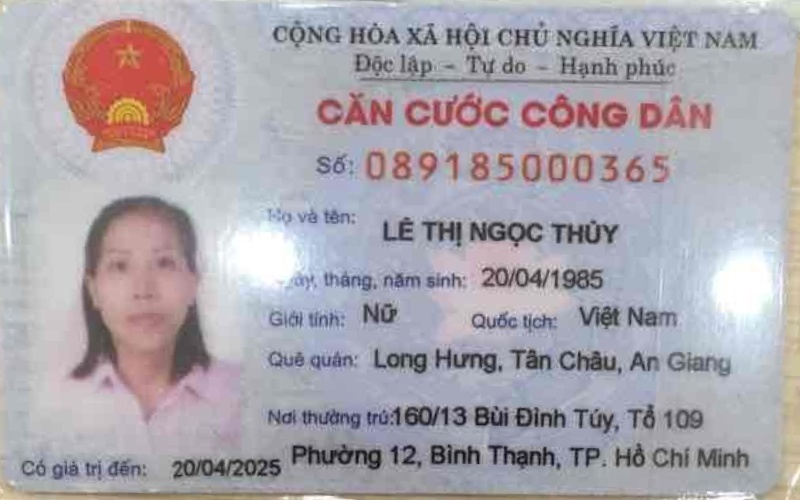 CỘNG HÒA XÃ HỘI CHỦ NGHĨA VIỆT NAM
Độc lập - Tự do - Hạnh phúc
CĂN CƯỚC CÔNG DÂN
Số: 089185000365
Họ và tên: LÊ THỊ NGỌC THỦY
Ngày, tháng, năm sinh: 20/04/1985
Giới tính: Nữ Quốc tịch: Việt Nam
Quê quán: Long Hưng, Tân Châu, An Giang
Nơi thường trú: 160/13 Bùi Đình Túy, Tổ 109
Phường 12, Bình Thạnh, TP. Hồ Chí Minh
Có giá trị đến: 20/04/2025